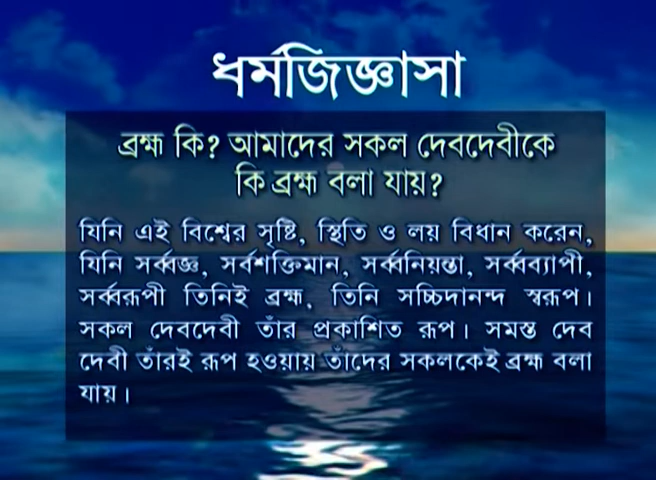 ধর্মজিজ্ঞাসা
ব্রহ্ম কি? আমাদের সকল দেবদেবীকে
কি ব্রহ্ম বলা যায়?
যিনি এই বিশ্বের সৃষ্টি, স্থিতি ও লয় বিধান করেন,
যিনি সর্ব্বজ্ঞ, সর্বশক্তিমান, সর্ব্বনিয়ন্তা, সর্ব্বব্যাপী,
সর্ব্বরূপী তিনিই ব্রহ্ম, তিনি সচ্চিদানন্দ স্বরূপ।
সকল দেবদেবী তাঁর প্রকাশিত রূপ। সমস্ত দেব
দেবী তাঁরই রূপ হওয়ায় তাঁদের সকলকেই ব্রহ্ম বলা
যায়।